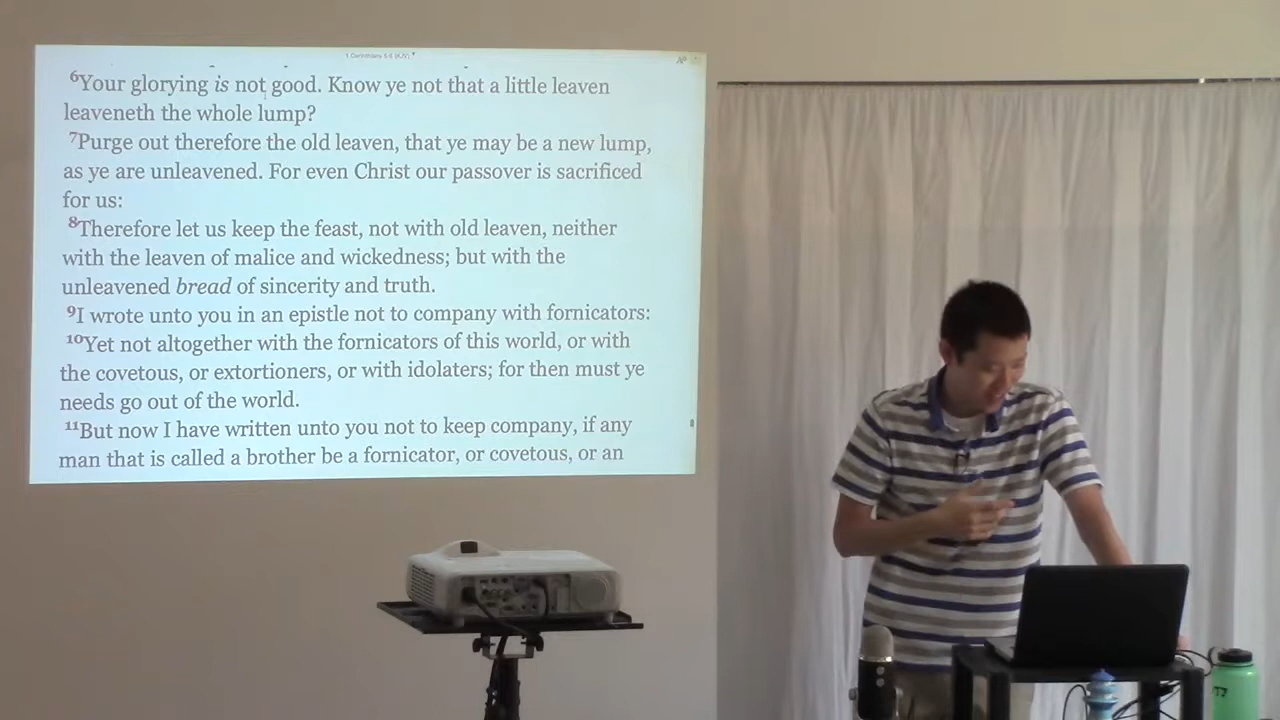 1 Corinthians 5:6 (KJV)
⁶Your glorying is not good. Know ye not that a little leaven
leaveneth the whole lump?
⁷Purge out therefore the old leaven, that ye may be a new lump,
as ye are unleavened. For even Christ our passover is sacrificed
for us:
⁸Therefore let us keep the feast, not with old leaven, neither
with the leaven of malice and wickedness; but with the
unleavened bread of sincerity and truth.
⁹I wrote unto you in an epistle not to company with fornicators:
¹⁰Yet not altogether with the fornicators of this world, or with
the covetous, or extortioners, or with idolaters; for then must ye
needs go out of the world.
¹¹But now I have written unto you not to keep company, if any
man that is called a brother be a fornicator, or covetous, or an